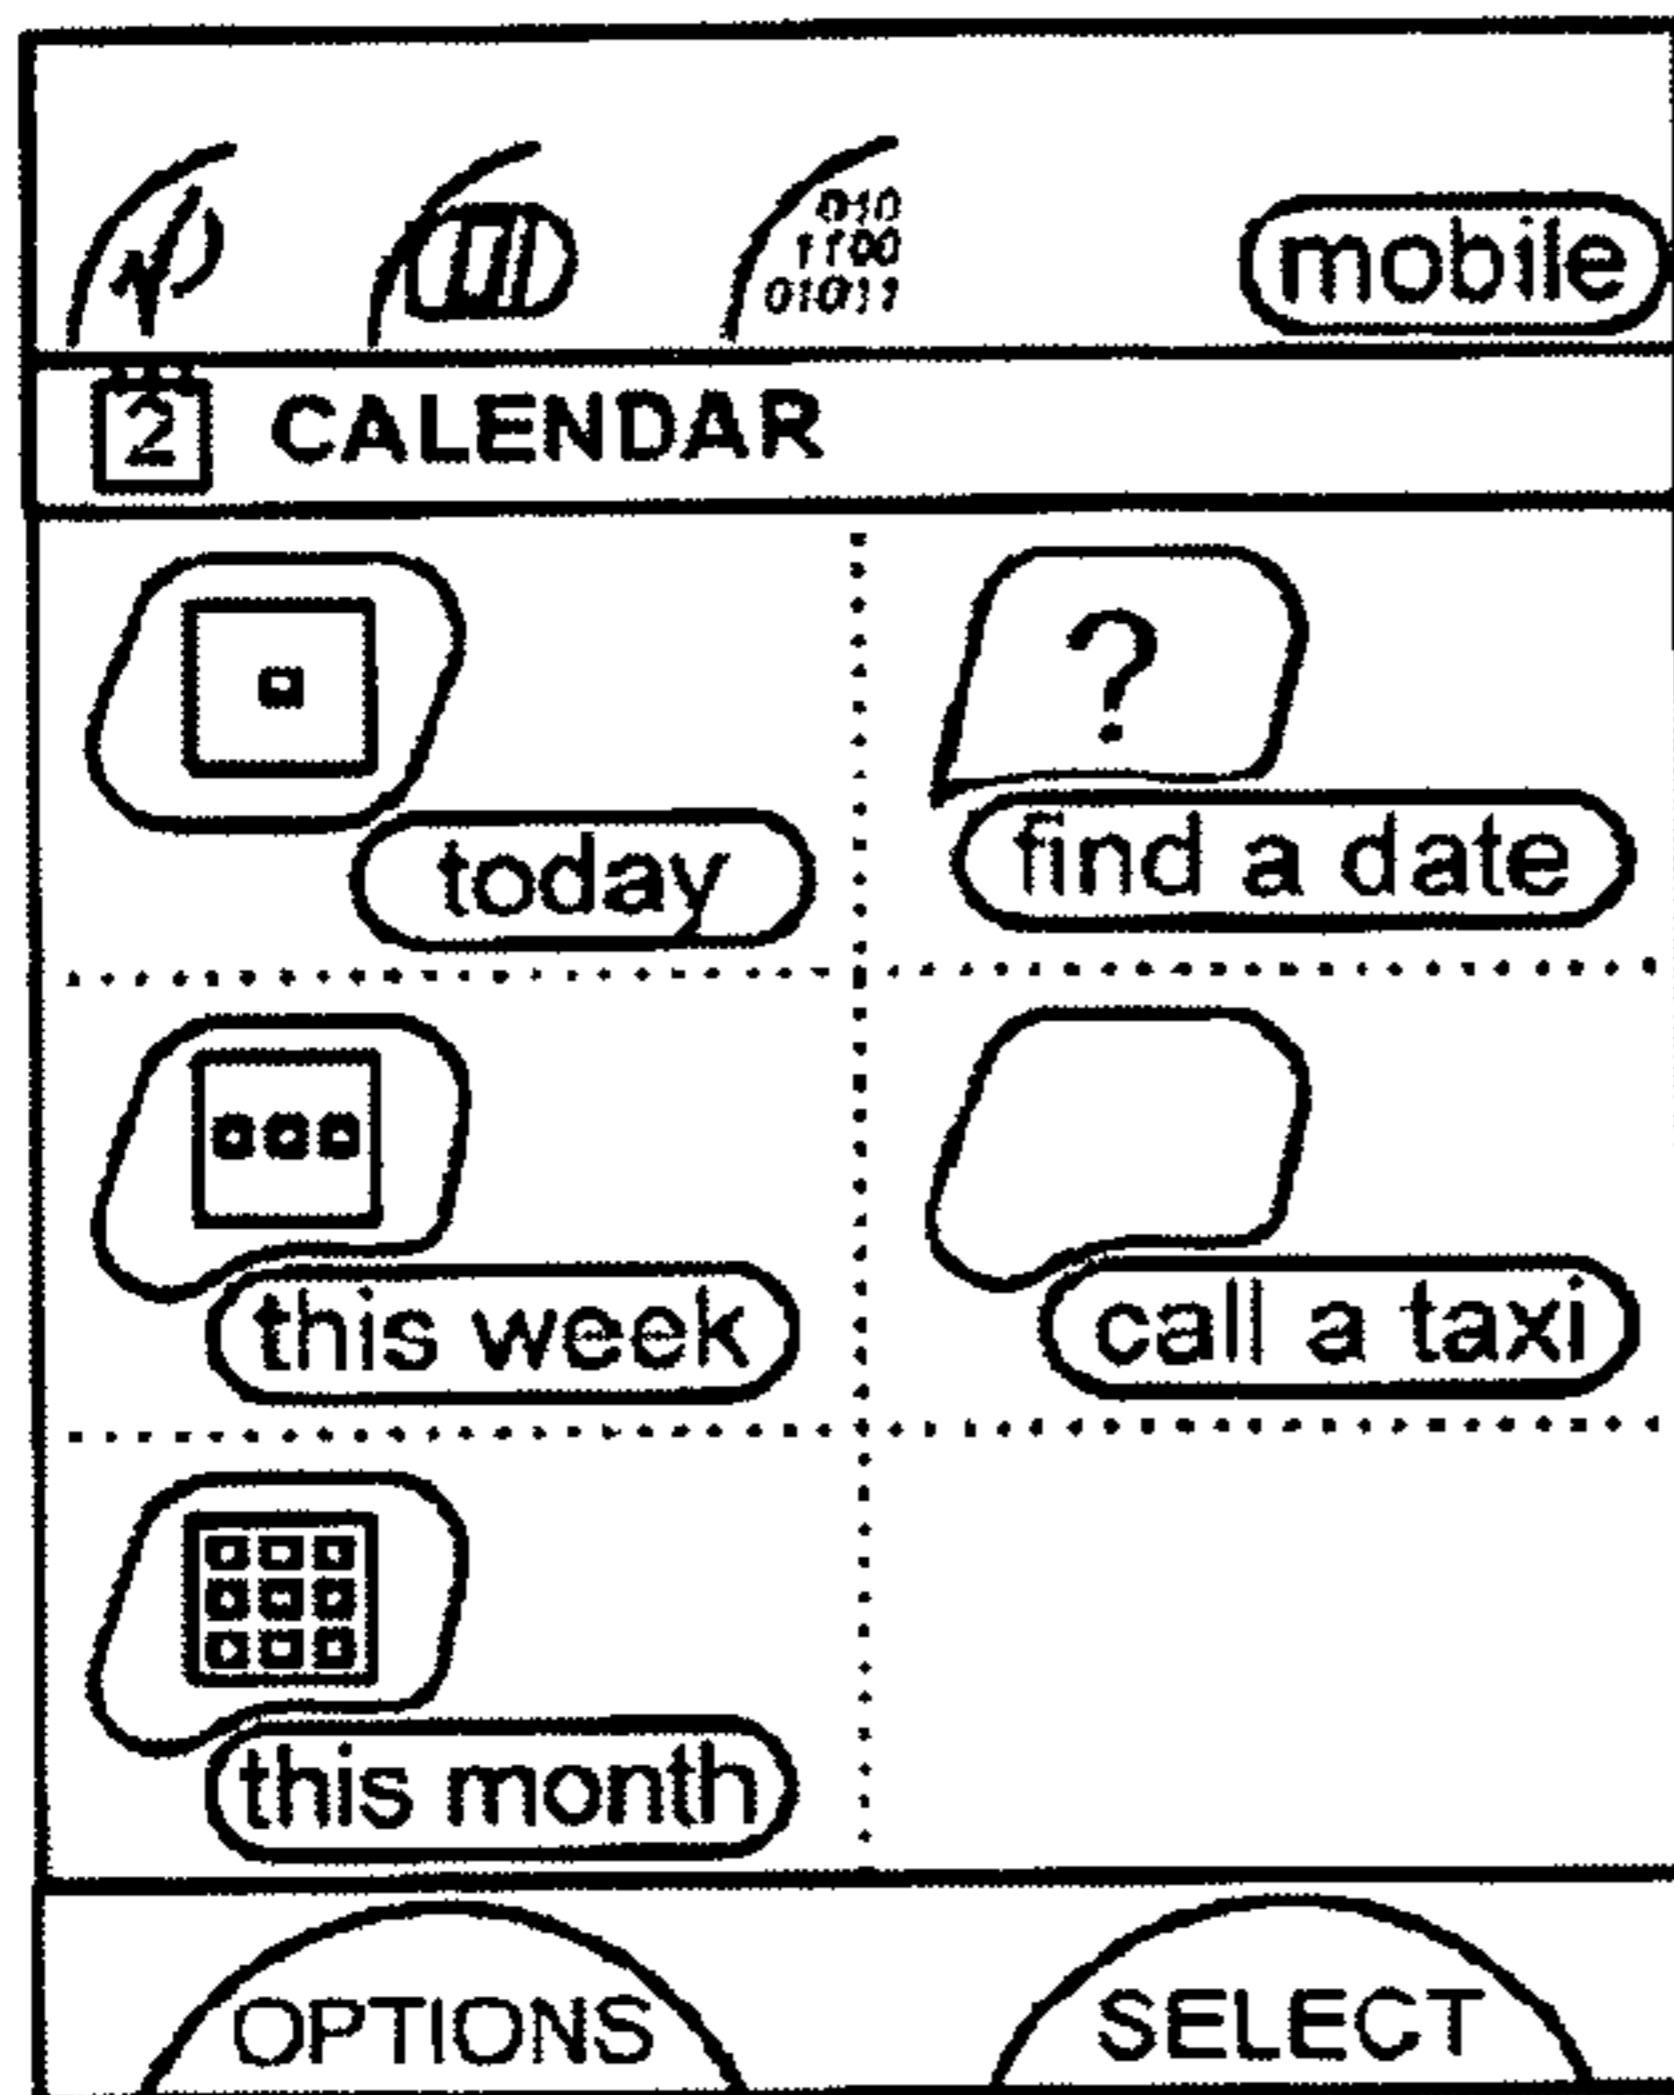 010
1100
01011
mobile
2 CALENDAR
today
?
find a date
this week
call a taxi
this month
OPTIONS
SELECT